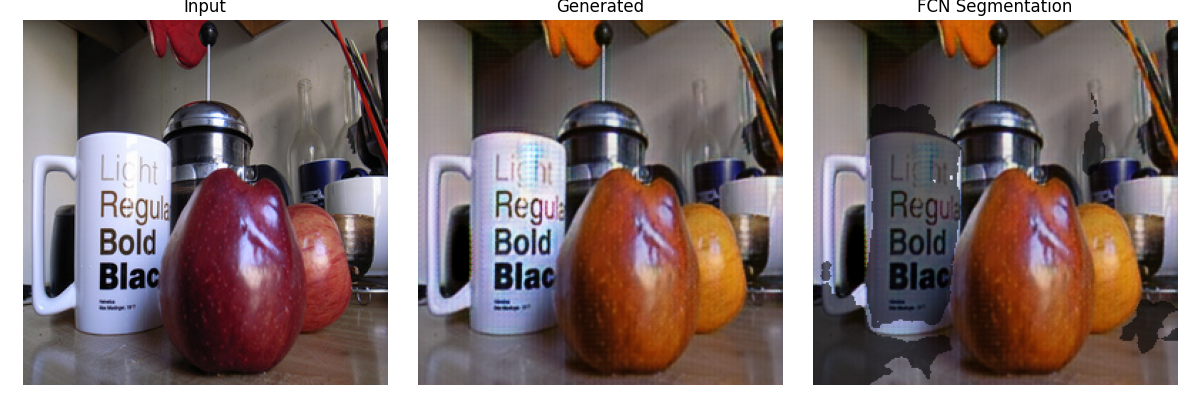 Input
Generated
FCN Segmentation
Light
Regula
Bold
Blac
Light
Regula
Bold
Blac
Light
Regula
Bold
Blac